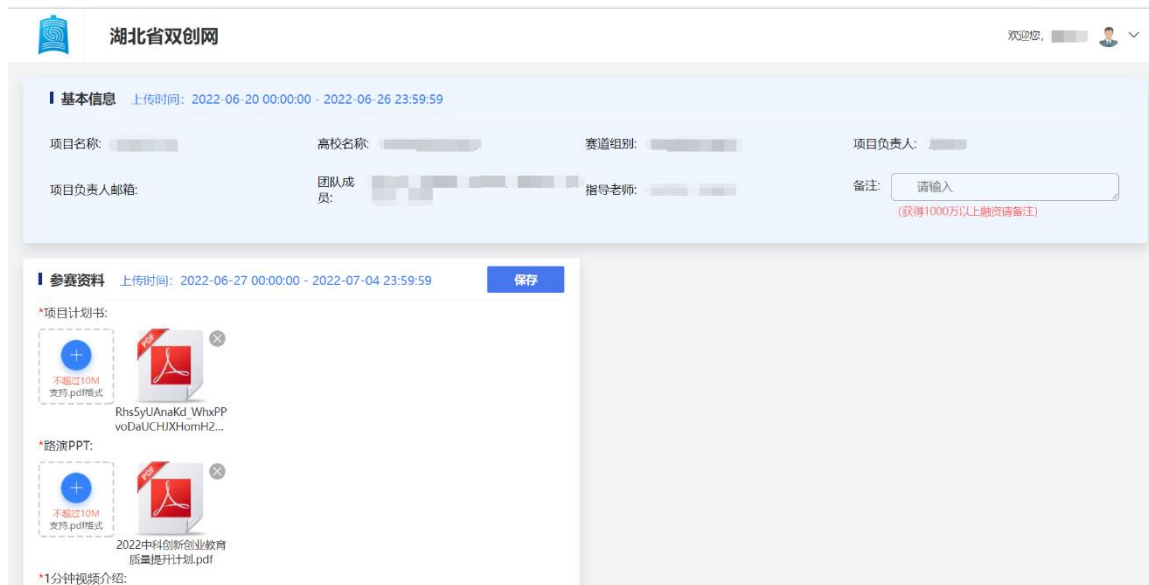 湖北省双创网
欢迎您,
基本信息 上传时间：2022-06-20 00:00:00 - 2022-06-26 23:59:59
项目名称: 高校名称: 赛道组别: 项目负责人:
项目负责人邮箱: 团队成员: 指导老师: 备注: 请输入
(获得1000万以上融资请备注)
参赛资料 上传时间：2022-06-27 00:00:00 - 2022-07-04 23:59:59 保存
*项目计划书:
PDF
不超过10M
支持.pdf格式
Rhs5yUAnaKd_WhxPP
voDaUCHJXHomH2...
*路演PPT:
PDF
不超过10M
支持.pdf格式
2022中科创新创业教育
质量提升计划.pdf
*1分钟视频介绍: